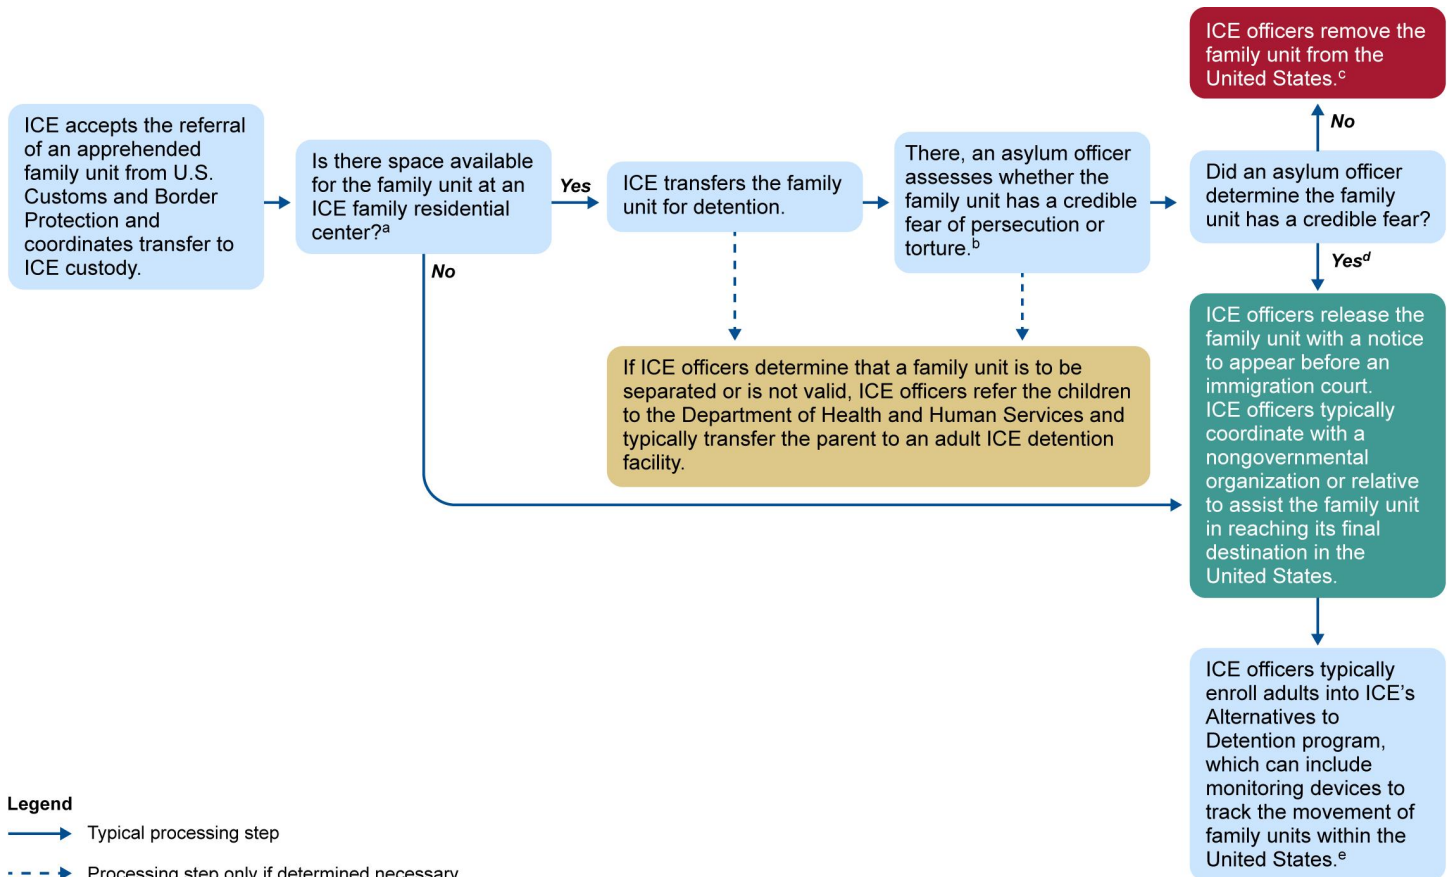 ICE accepts the referral
of an apprehended
family unit from U.S.
Customs and Border
Protection and
coordinates transfer to
ICE custody.
Is there space available
for the family unit at an
ICE family residential
center?a
Yes
No
ICE transfers the family
unit for detention.
There, an asylum officer
assesses whether the
family unit has a credible
fear of persecution or
torture.b
If ICE officers determine that a family unit is to be
separated or is not valid, ICE officers refer the children
to the Department of Health and Human Services and
typically transfer the parent to an adult ICE detention
facility.
ICE officers remove the
family unit from the
United States.c
No
Did an asylum officer
determine the family
unit has a credible fear?
Yesd
ICE officers release the
family unit with a notice
to appear before an
immigration court.
ICE officers typically
coordinate with a
nongovernmental
organization or relative
to assist the family unit
in reaching its final
destination in the
United States.
ICE officers typically
enroll adults into ICE’s
Alternatives to
Detention program,
which can include
monitoring devices to
track the movement of
family units within the
United States.e
Legend
Typical processing step
Processing step only if determined necessary